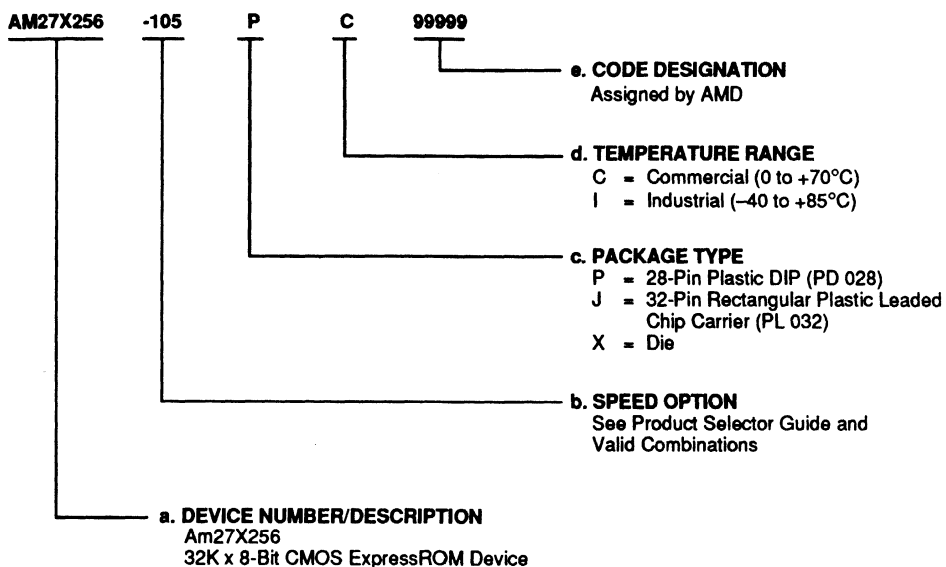 AM27X256 -105 P C 99999
e. CODE DESIGNATION
Assigned by AMD
d. TEMPERATURE RANGE
C = Commercial (0 to +70°C)
I = Industrial (–40 to +85°C)
c. PACKAGE TYPE
P = 28-Pin Plastic DIP (PD 028)
J = 32-Pin Rectangular Plastic Leaded
Chip Carrier (PL 032)
X = Die
b. SPEED OPTION
See Product Selector Guide and
Valid Combinations
a. DEVICE NUMBER/DESCRIPTION
Am27X256
32K x 8-Bit CMOS ExpressROM Device